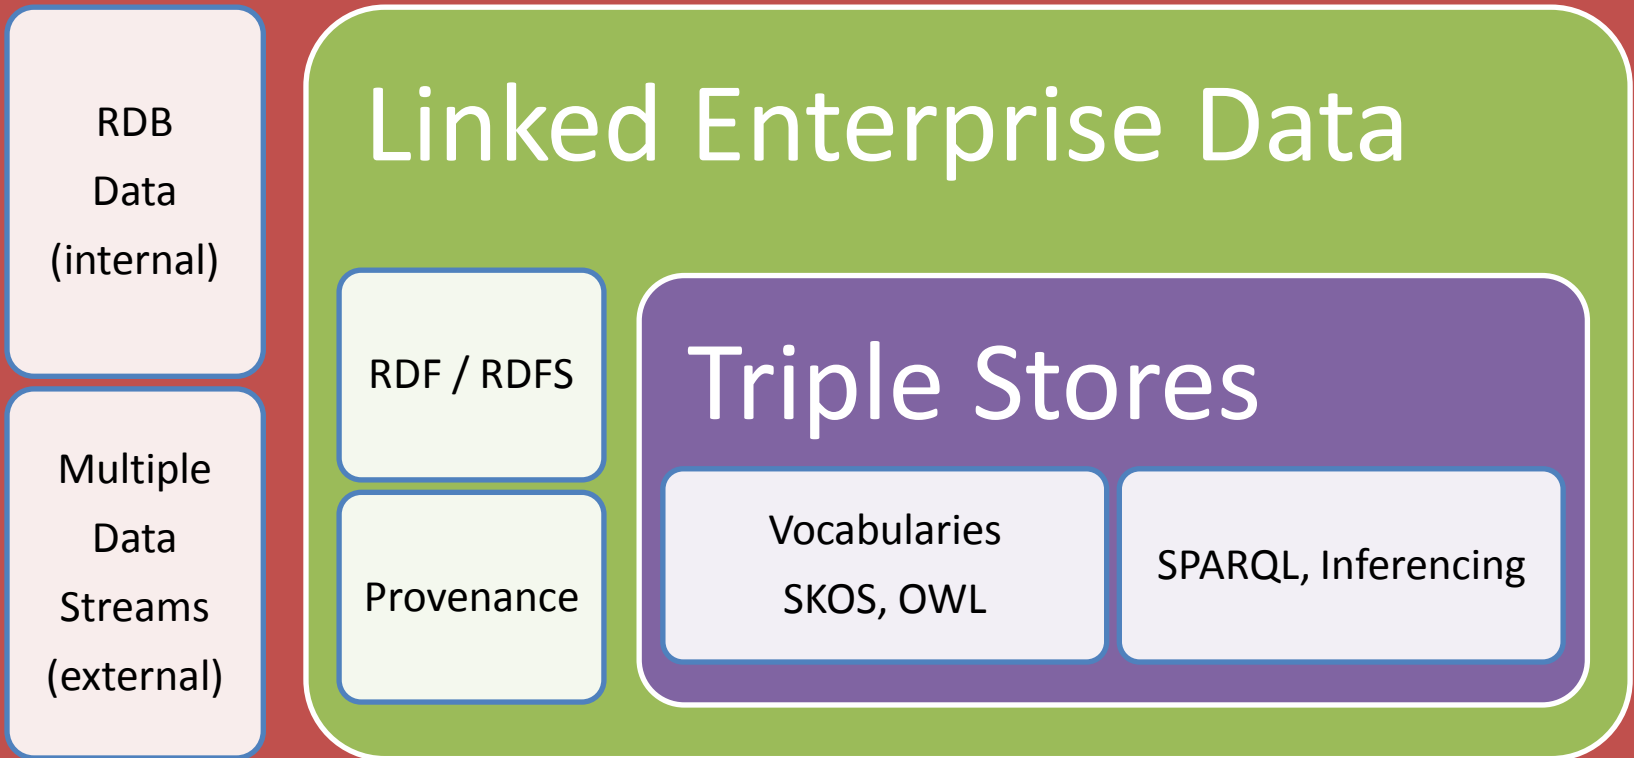 RDB
Data
(internal)
Multiple
Data
Streams
(external)
Linked Enterprise Data
RDF / RDFS
Provenance
Triple Stores
Vocabularies
SKOS, OWL
SPARQL, Inferencing